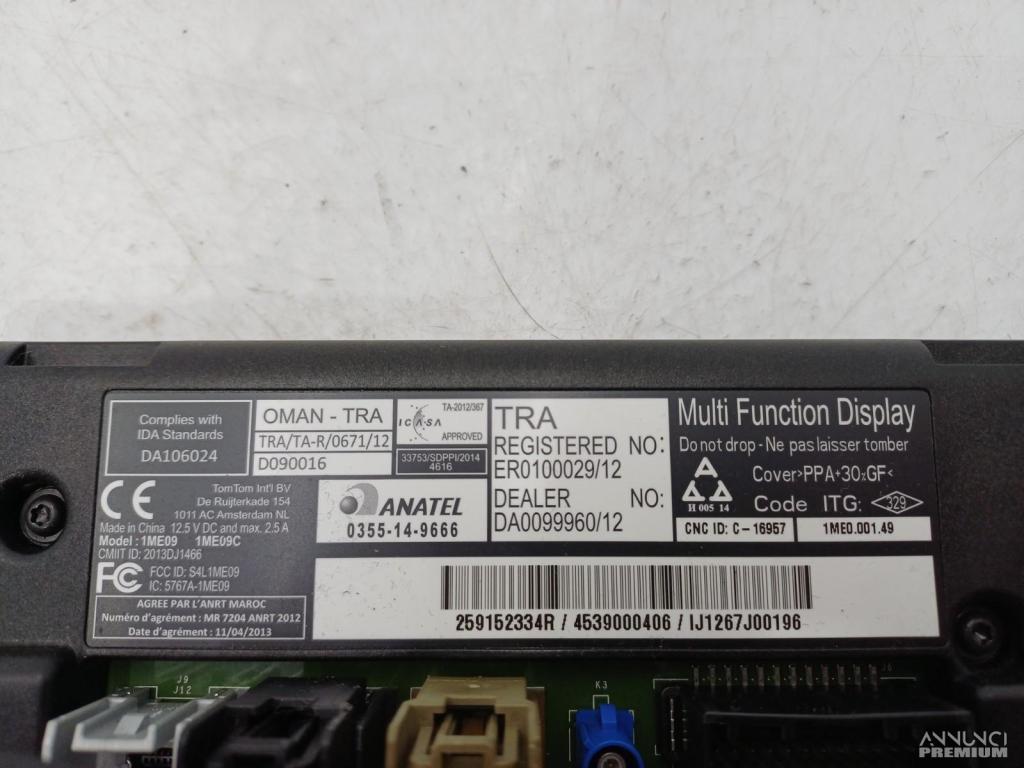 Complies with
IDA Standards
DA106024
OMAN - TRA
TRA/TA-R/0671/12
D090016
TA-2012/367
ICASA
APPROVED
33753/SDPPI/2014
4616
TRA
REGISTERED NO:
ER0100029/12
DEALER NO:
DA0099960/12
Multi Function Display
Do not drop - Ne pas laisser tomber
Cover>PPA+30%GF<
H 005 14
Code ITG: 329
CNC ID: C-16957
1ME0.001.49
CE
TomTom Int'l BV
De Ruijterkade 154
1011 AC Amsterdam NL
Made in China 12.5 V DC and max. 2.5 A
Model: 1ME09 1ME09C
CMIIT ID: 2013DJ1466
FC
FCC ID: S4L1ME09
IC: 5767A-1ME09
AGREE PAR L'ANRT MAROC
Numéro d'agrément: MR 7204 ANRT 2012
Date d'agrément: 11/04/2013
ANATEL
0355-14-9666
259152334R / 4539000406 / IJ1267J00196
J9
J12
K3
J6
ANNUNCI
PREMIUM